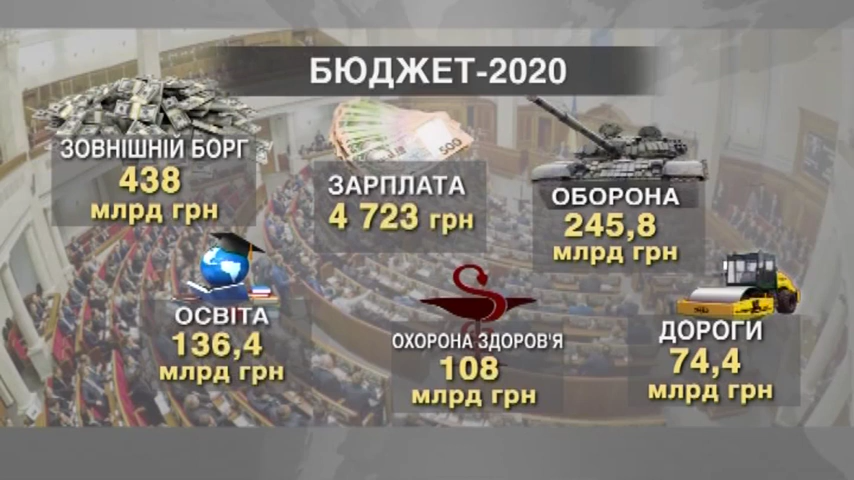 БЮДЖЕТ-2020
ЗОВНІШНІЙ БОРГ
438
млрд грн
ЗАРПЛАТА
4 723 грн
500
ОБОРОНА
245,8
млрд грн
ОСВІТА
136,4
млрд грн
ОХОРОНА ЗДОРОВ'Я
108
млрд грн
ДОРОГИ
74,4
млрд грн